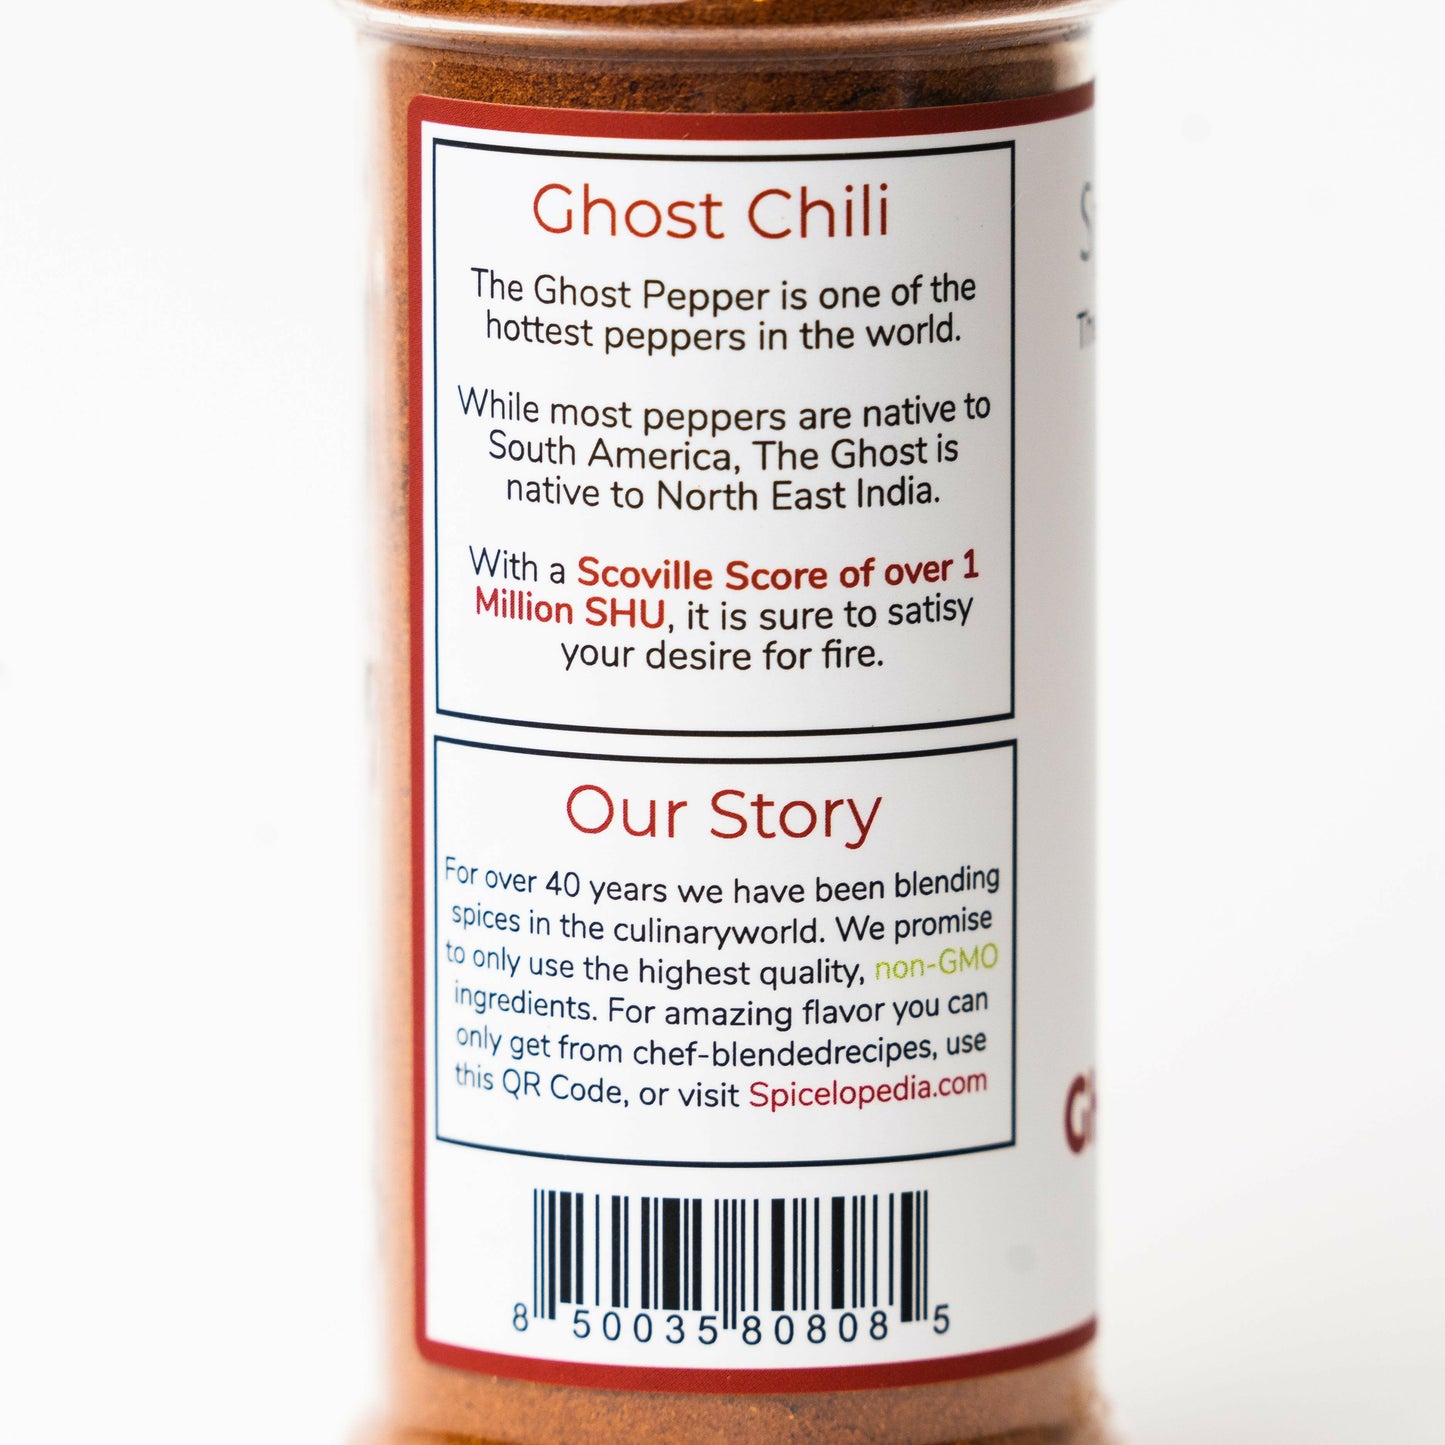 Ghost Chili
The Ghost Pepper is one of the
hottest peppers in the world.
While most peppers are native to
South America, The Ghost is
native to North East India.
With a Scoville Score of over 1
Million SHU, it is sure to satisy
your desire for fire.
Our Story
For over 40 years we have been blending
spices in the culinaryworld. We promise
to only use the highest quality, non-GMO
ingredients. For amazing flavor you can
only get from chef-blendedrecipes, use
this QR Code, or visit Spicelopedia.com
8 50035 80808 5